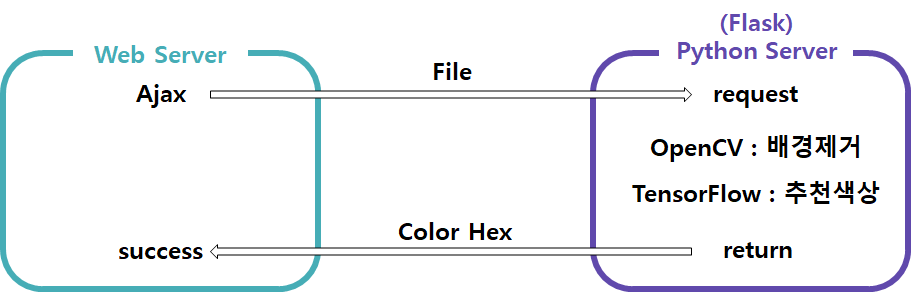 (Flask)
Web Server
Python Server
File
Ajax
request
OpenCV : 배경제거
TensorFlow : 추천색상
Color Hex
success
return